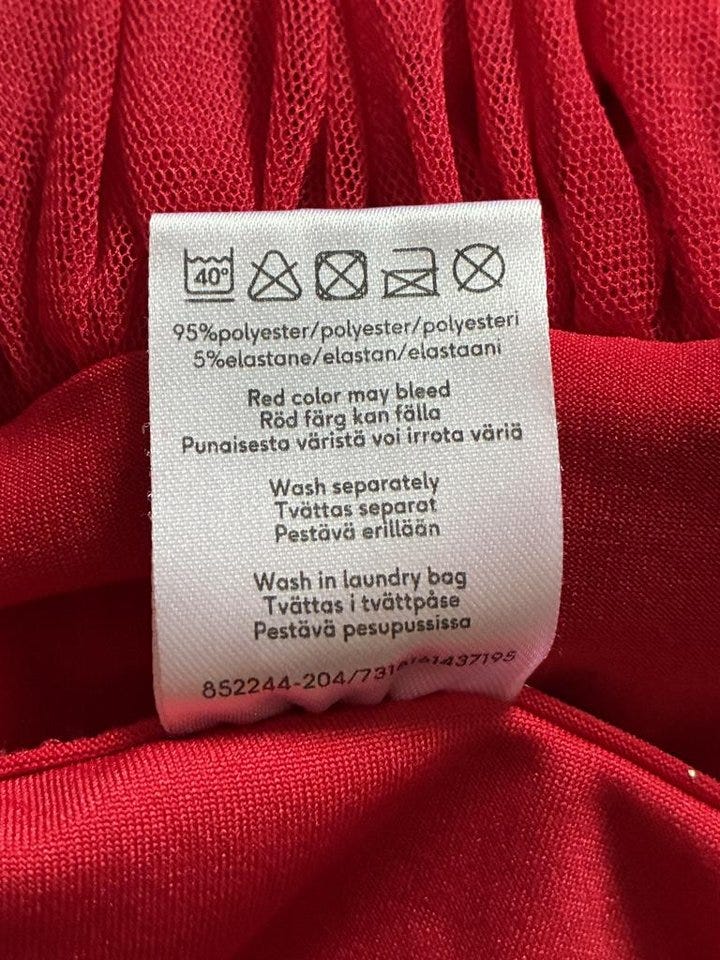 40°
95%polyester/polyester/polyesteri
5%elastane/elastan/elastaani
Red color may bleed
Röd färg kan fälla
Punaisesta väristä voi irrota väriä
Wash separately
Tvättas separat
Pestävä erillään
Wash in laundry bag
Tvättas i tvättpåse
Pestävä pesupussissa